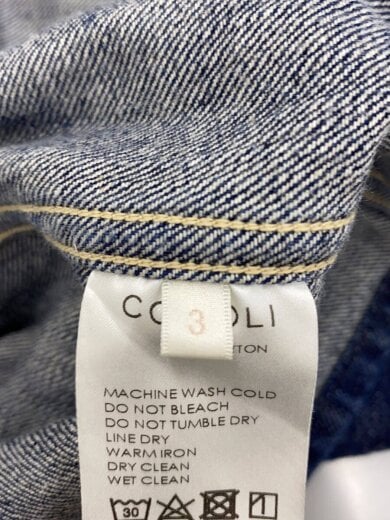 3
MACHINE WASH COLD
DO NOT BLEACH
DO NOT TUMBLE DRY
LINE DRY
WARM IRON
DRY CLEAN
WET CLEAN
30